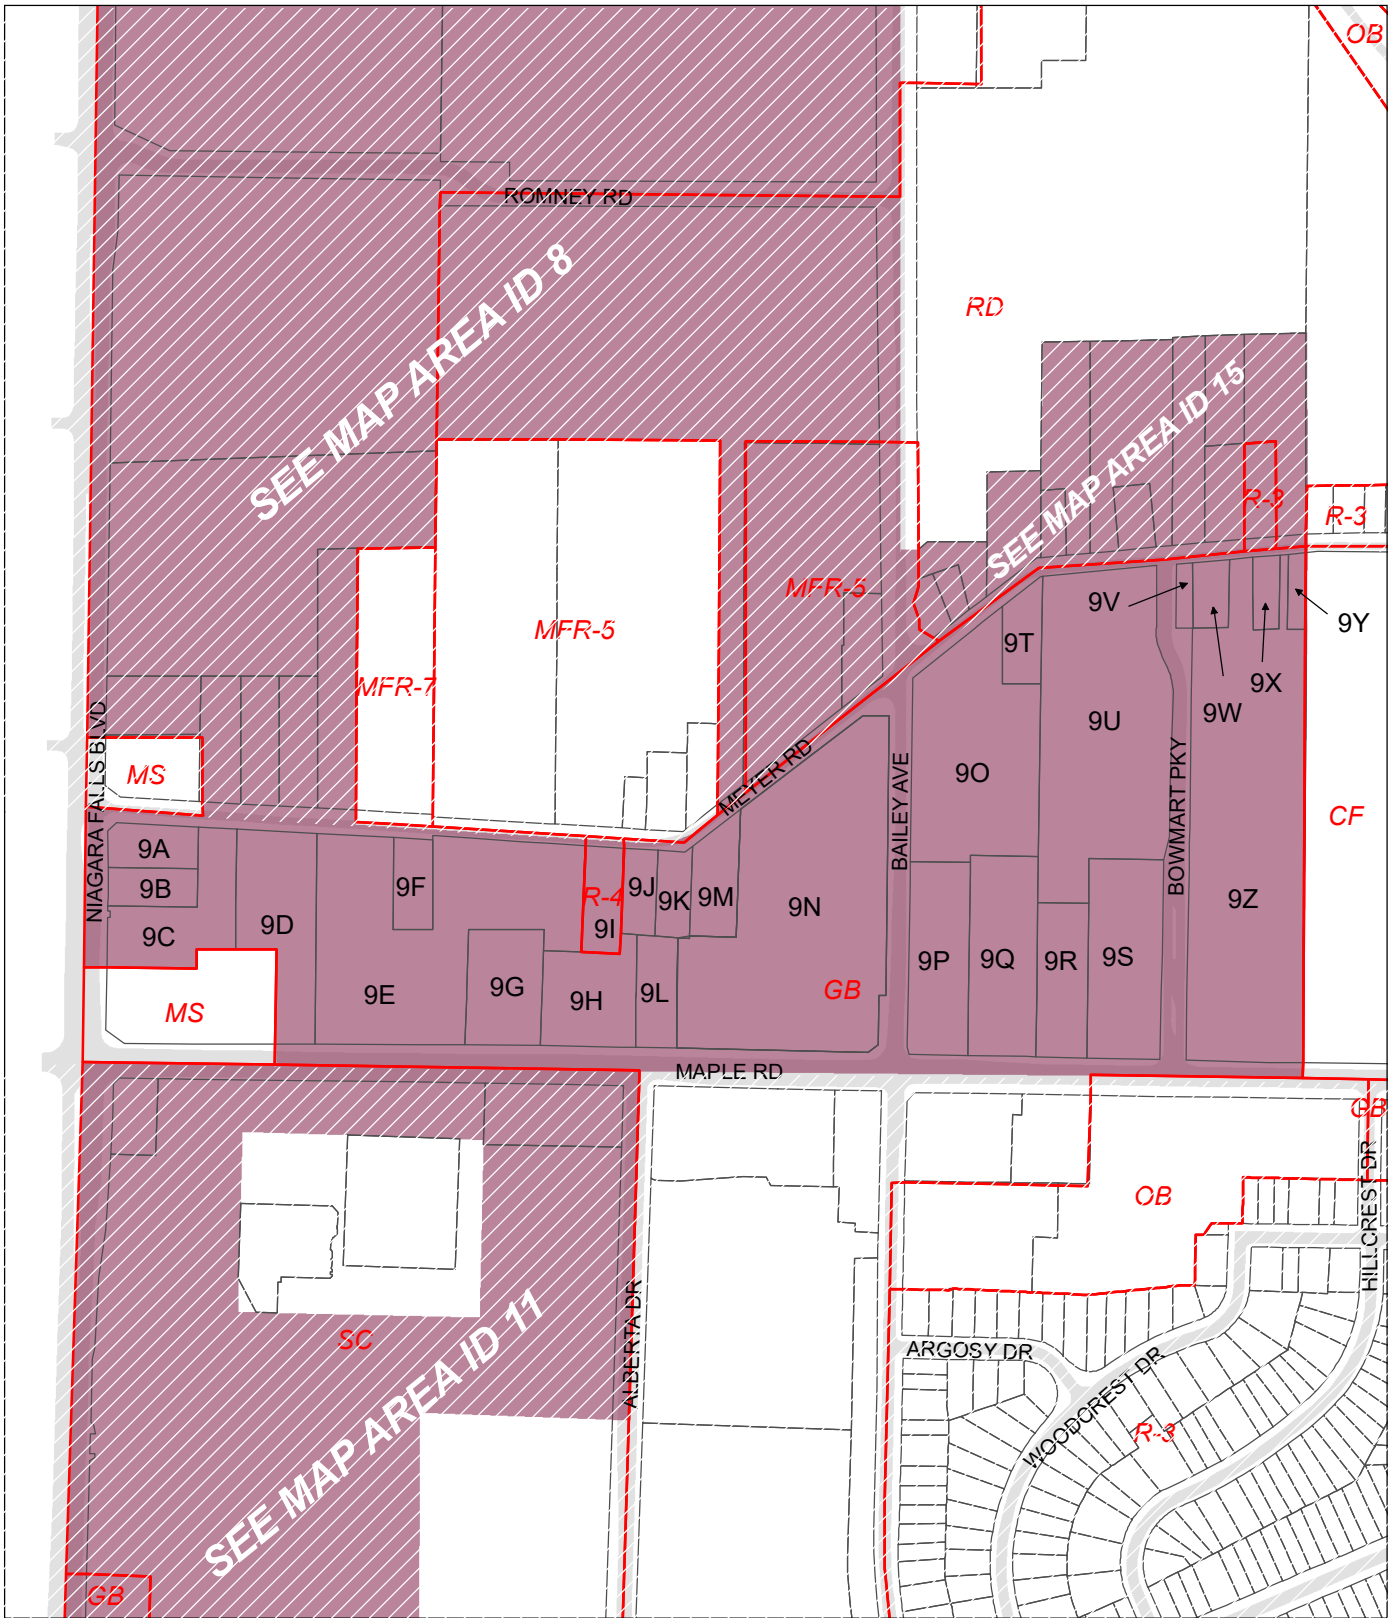 OB
ROMNEY RD
SEE MAP AREA ID 8
RD
SEE MAP AREA ID 15
R-3
R-3
MFR-5
MFR-5
MFR-7
9V
9T
9Y
9X
9W
9U
NIAGARA FALLS BLVD
MS
MEYER RD
9O
BAILEY AVE
BOWMART PKY
CF
9A
9B
9C
9D
9F
R-4
9I
9J
9K
9M
9N
9Z
9E
9G
9H
9L
GB
9P
9Q
9R
9S
MS
MAPLE RD
GB
HILLCREST DR
OB
ALBERTA DR
SC
SEE MAP AREA ID 11
ARGOSY DR
WOODCREST DR
R-3
GB